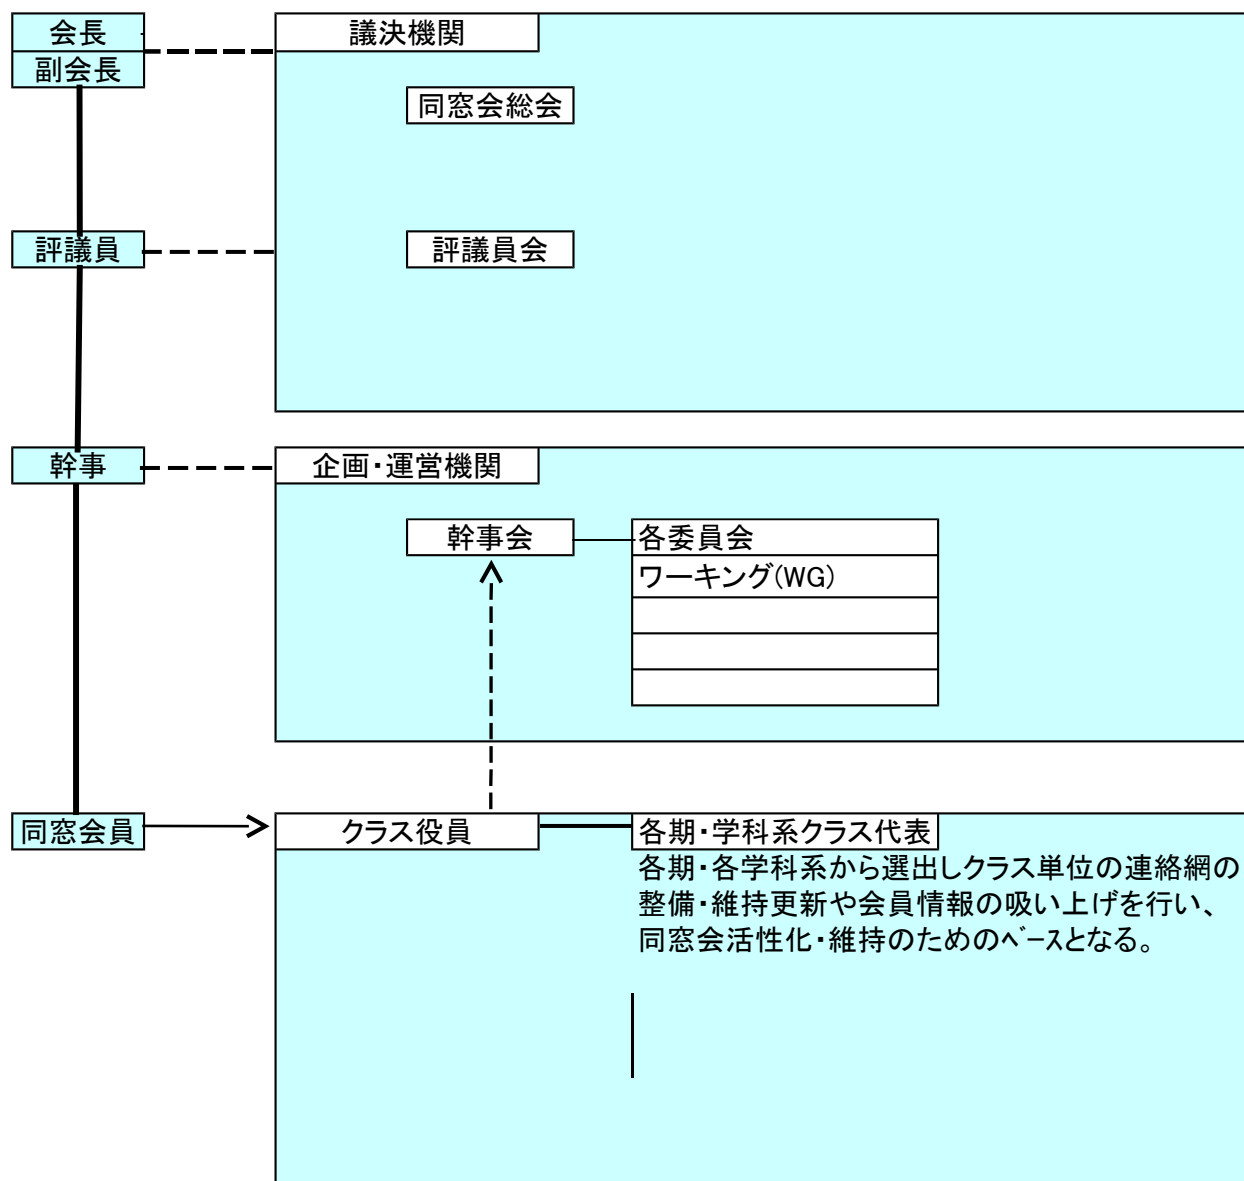 会長
議決機関
副会長
同窓会総会
評議員
評議員会
幹事
企画・運営機関
幹事会
各委員会
ワーキング(WG)
同窓会員
クラス役員
各期・学科系クラス代表
各期・各学科系から選出しクラス単位の連絡網の
整備・維持更新や会員情報の吸い上げを行い、
同窓会活性化・維持のためのﾍﾞｰｽとなる。